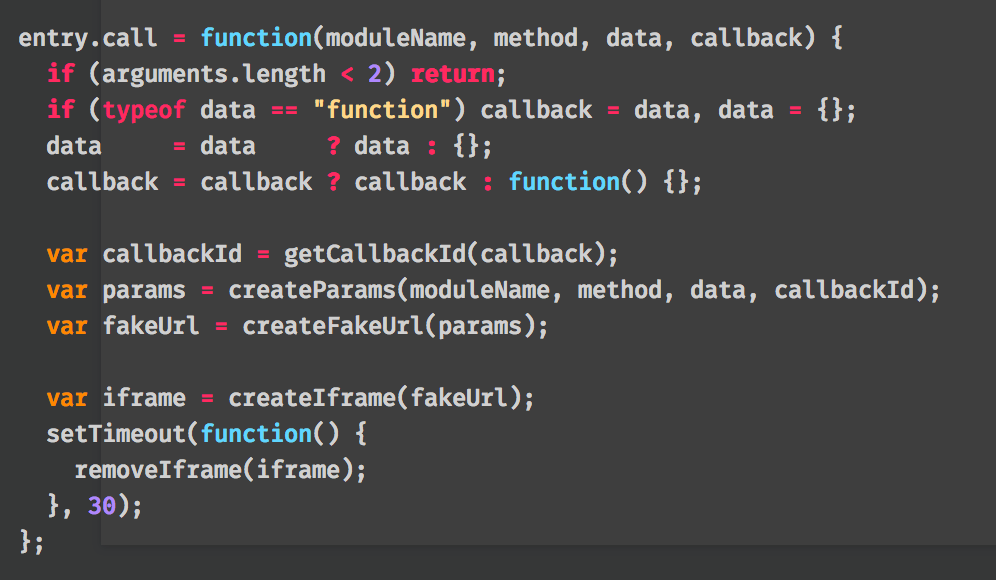 entry.call = function(moduleName, method, data, callback) {
  if (arguments.length < 2) return;
  if (typeof data == "function") callback = data, data = {};
  data     = data     ? data : {};
  callback = callback ? callback : function() {};

  var callbackId = getCallbackId(callback);
  var params = createParams(moduleName, method, data, callbackId);
  var fakeUrl = createFakeUrl(params);

  var iframe = createIframe(fakeUrl);
  setTimeout(function() {
    removeIframe(iframe);
  }, 30);
};